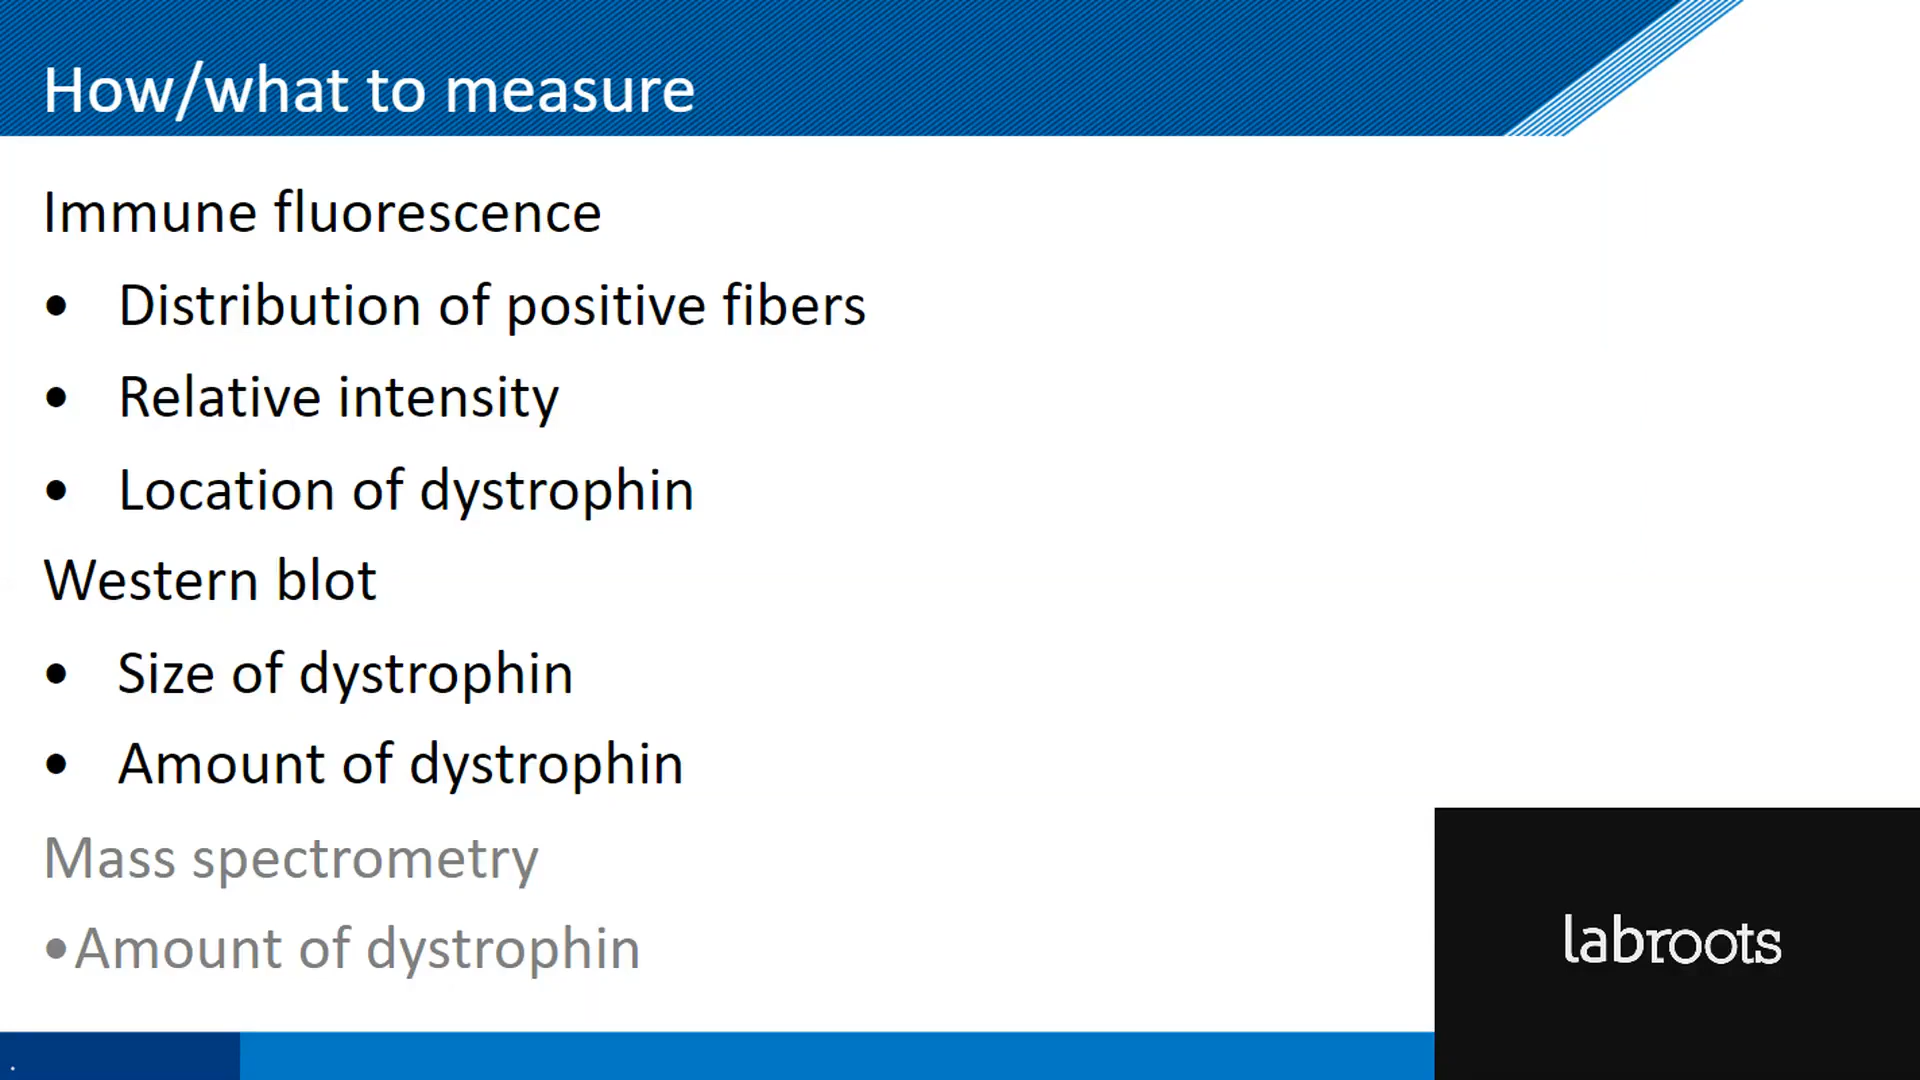 How/what to measure
Immune fluorescence
• Distribution of positive fibers
• Relative intensity
• Location of dystrophin
Western blot
• Size of dystrophin
• Amount of dystrophin
Mass spectrometry
•Amount of dystrophin
labroots
.